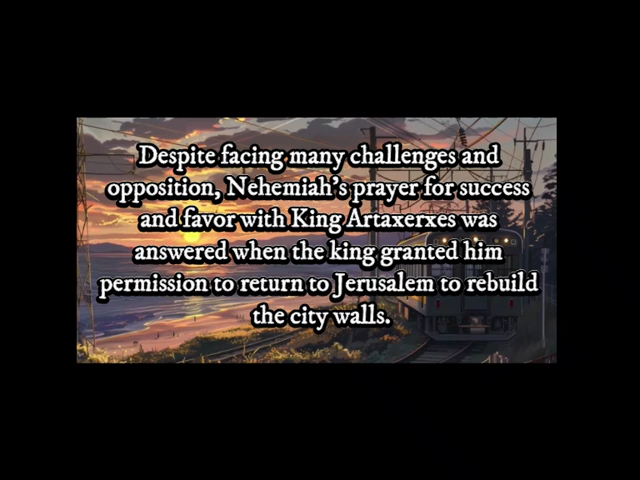 Despite facing many challenges and
opposition, Nehemiah's prayer for success
and favor with King Artaxerxes was
answered when the king granted him
permission to return to Jerusalem to rebuild
the city walls.